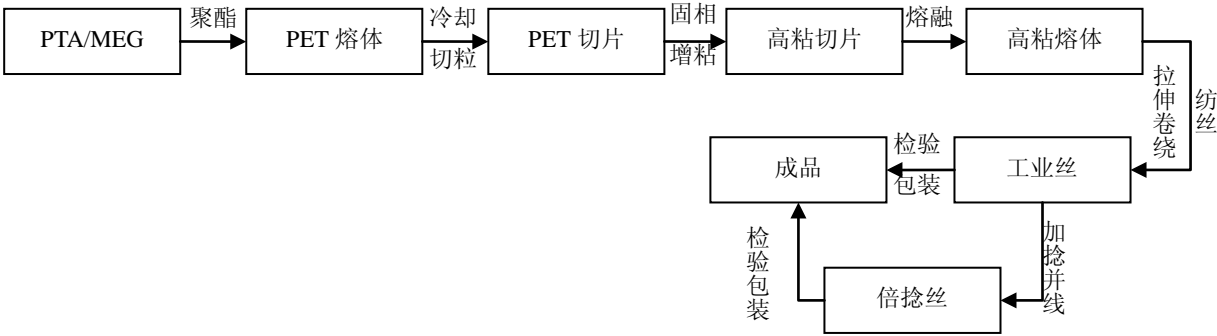 PTA/MEG
聚酯
PET 熔体
冷却
切粒
PET 切片
固相
增粘
高粘切片
熔融
高粘熔体
拉伸卷绕
纺丝
工业丝
检验
包装
成品
加捻并线
倍捻丝
检验包装